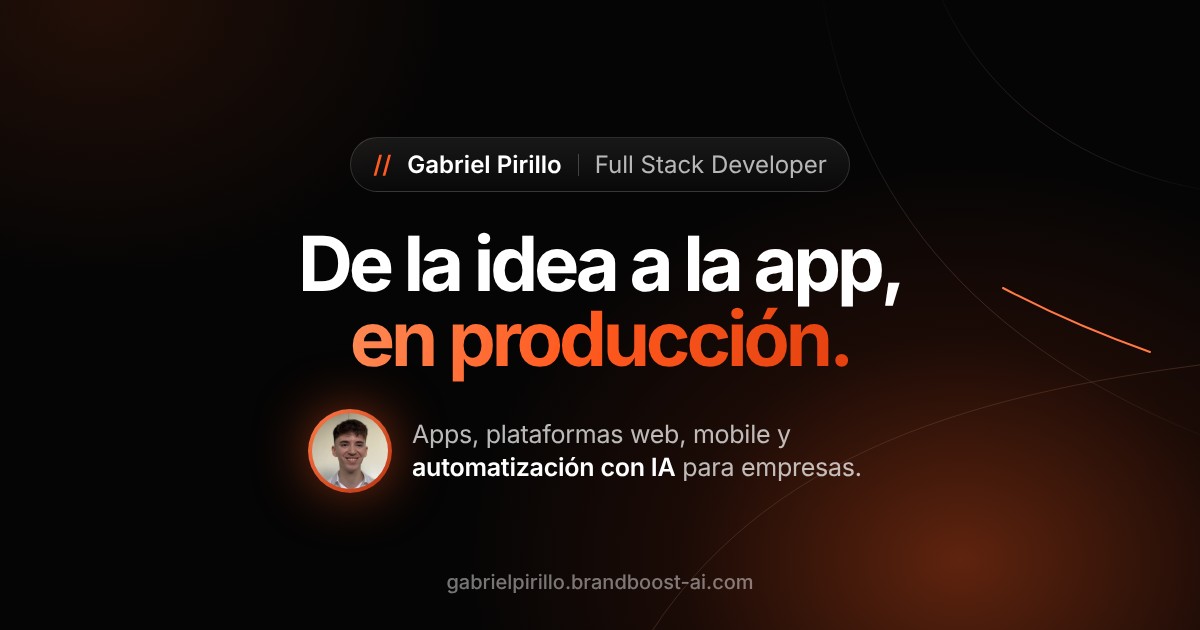 // Gabriel Pirillo | Full Stack Developer
De la idea a la app,
en producción.
Apps, plataformas web, mobile y
automatización con IA para empresas.
gabrielpirillo.brandboost-ai.com